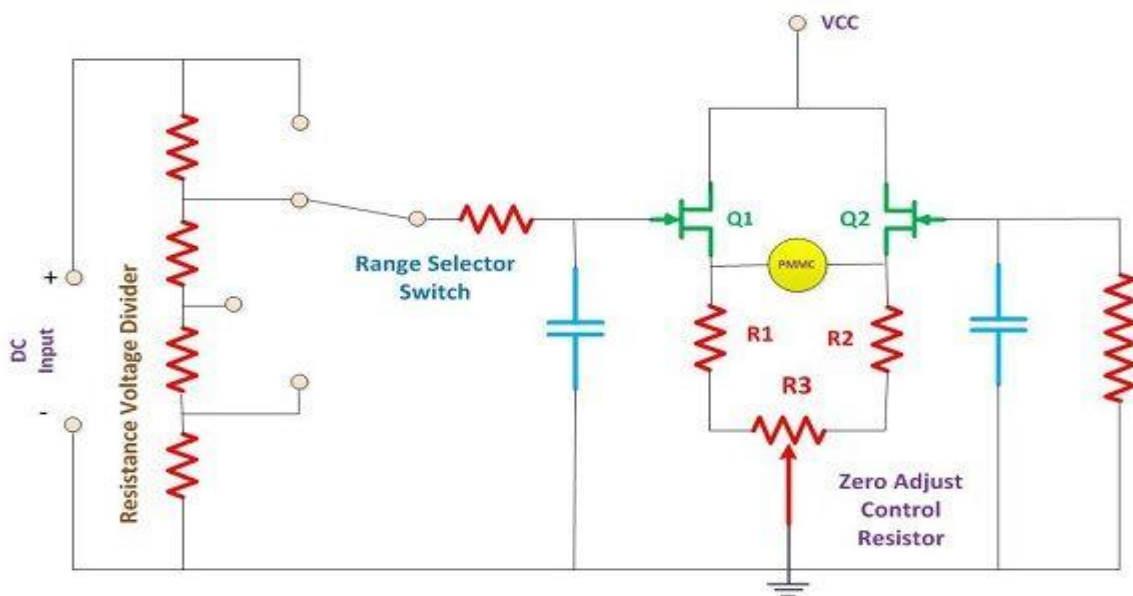 VCC
Q1
Q2
PMMC
Range Selector
Switch
+
DC
Input
-
Resistance Voltage Divider
R1
R2
R3
Zero Adjust
Control
Resistor